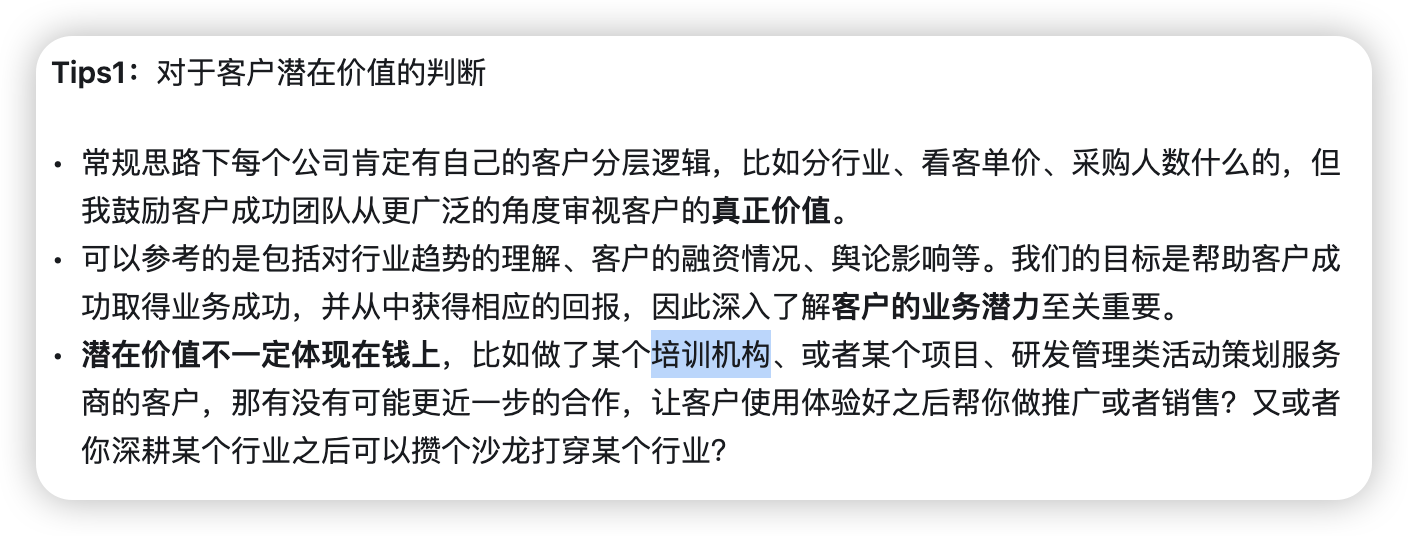 Tips1：对于客户潜在价值的判断
• 常规思路下每个公司肯定有自己的客户分层逻辑，比如分行业、看客单价、采购人数什么的，但
我鼓励客户成功团队从更广泛的角度审视客户的真正价值。
• 可以参考的是包括对行业趋势的理解、客户的融资情况、舆论影响等。我们的目标是帮助客户成
功取得业务成功，并从中获得相应的回报，因此深入了解客户的业务潜力至关重要。
• 潜在价值不一定体现在钱上，比如做了某个培训机构、或者某个项目、研发管理类活动策划服务
商的客户，那有没有可能更近一步的合作，让客户使用体验好之后帮你做推广或者销售？又或者
你深耕某个行业之后可以攒个沙龙打穿某个行业？